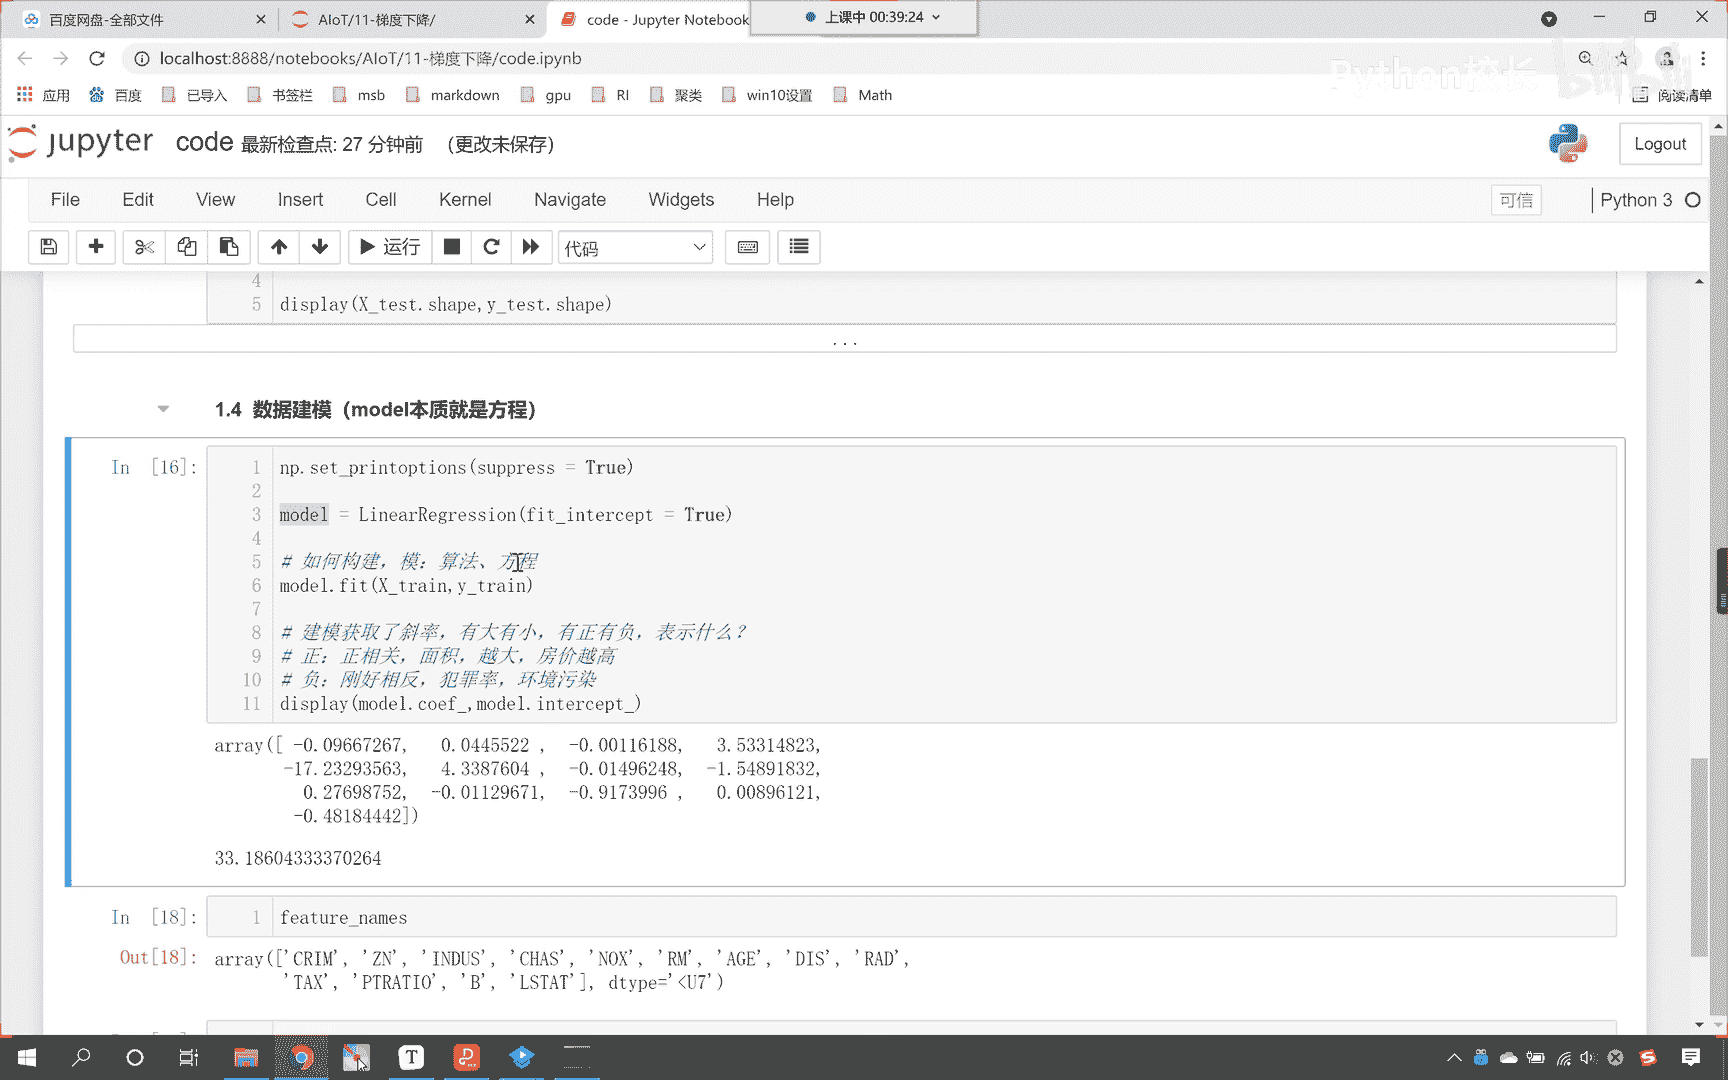 百度网盘-全部文件
AIoT/11-梯度下降/
code - Jupyter Notebook
上课中 00:39:24
localhost:8888/notebooks/AIoT/11-梯度下降/code.ipynb
Python校长
bilibili
应用
百度
已导入
书签栏
msb
markdown
gpu
RI
聚类
win10设置
Math
阅读清单
jupyter
code 最新检查点: 27 分钟前 (更改未保存)
Logout
File
Edit
View
Insert
Cell
Kernel
Navigate
Widgets
Help
可信
Python 3
运行
代码
4
5 display(X_test.shape,y_test.shape)
...
1.4 数据建模（model本质就是方程）
In [16]:
1 np.set_printoptions(suppress = True)
2
3 model = LinearRegression(fit_intercept = True)
4
5 # 如何构建，模：算法、方程
6 model.fit(X_train,y_train)
7
8 # 建模获取了斜率，有大有小，有正有负，表示什么？
9 # 正：正相关，面积，越大，房价越高
10 # 负：刚好相反，犯罪率，环境污染
11 display(model.coef_,model.intercept_)
array([ -0.09667267, 0.0445522 , -0.00116188, 3.53314823,
-17.23293563, 4.3387604 , -0.01496248, -1.54891832,
0.27698752, -0.01129671, -0.9173996 , 0.00896121,
-0.48184442])
33.18604333370264
In [18]:
1 feature_names
Out[18]:
array(['CRIM', 'ZN', 'INDUS', 'CHAS', 'NOX', 'RM', 'AGE', 'DIS', 'RAD',
'TAX', 'PTRATIO', 'B', 'LSTAT'], dtype='<U7')